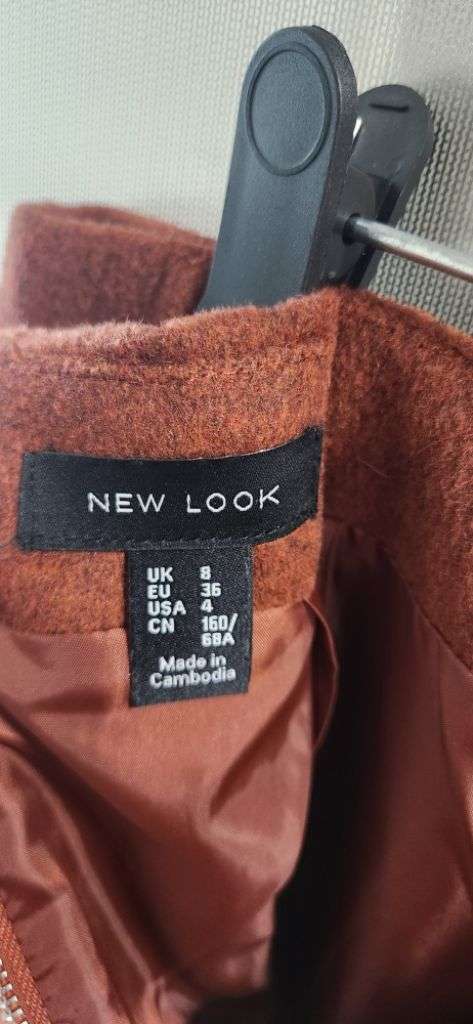 NEW LOOK
UK 8
EU 36
USA 4
CN 160/
68A
Made in
Cambodia